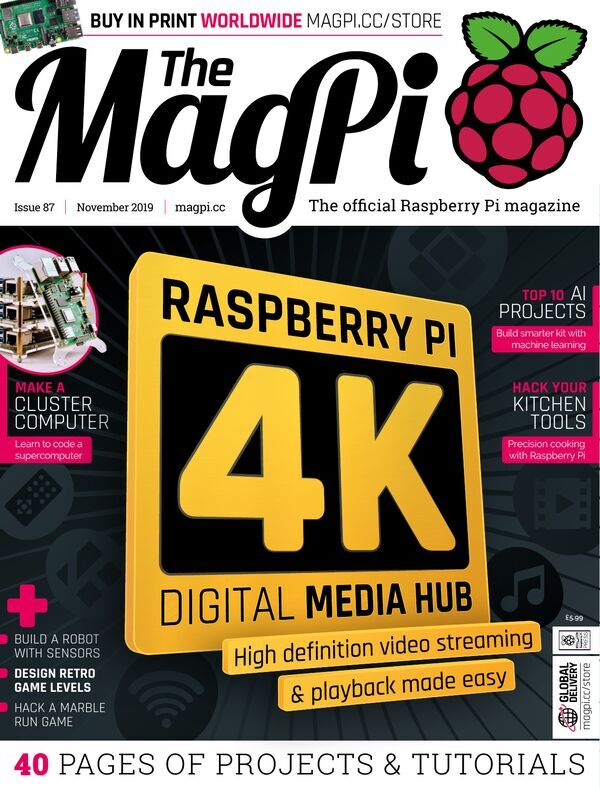 BUY IN PRINT WORLDWIDE MAGPI.CC/STORE
The
MagPi
Issue 87 | November 2019 | magpi.cc
The official Raspberry Pi magazine
RASPBERRY PI
4K
DIGITAL MEDIA HUB
High definition video streaming
& playback made easy
MAKE A
CLUSTER
COMPUTER
Learn to code a
supercomputer
TOP 10 AI
PROJECTS
Build smarter kit with
machine learning
HACK YOUR
KITCHEN
TOOLS
Precision cooking
with Raspberry Pi
BUILD A ROBOT
WITH SENSORS
DESIGN RETRO
GAME LEVELS
HACK A MARBLE
RUN GAME
£5.99
GLOBAL
DELIVERY
magpi.cc/store
40 PAGES OF PROJECTS & TUTORIALS